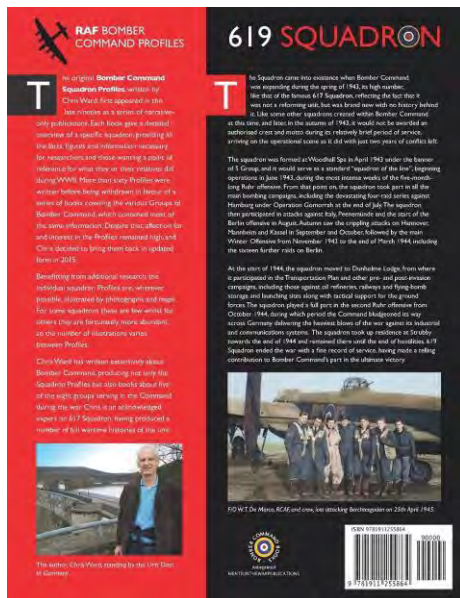 RAF BOMBER
COMMAND PROFILES
The original Bomber Command
Squadron Profiles, written by
Chris Ward, first appeared in the
late nineties as a series of narrative-
only publications. Each book gave a detailed
overview of a specific squadron, providing all
the facts, figures and information necessary
for researchers and those wanting a point of
reference for what they or their relatives did
during WWII. More than sixty Profiles were
written before being withdrawn in favour of a
series of books covering the various Groups of
Bomber Command, which contained most of
the same information. Despite that, affection for
and interest in the Profiles remained high, and
Chris decided to bring them back in updated
form in 2015.
Benefitting from additional research, the
individual squadron Profiles are, wherever
possible, illustrated by photographs and maps.
For some squadrons these are few whilst for
others they are fortunately more abundant,
so the number of illustrations varies
between Profiles.
Chris Ward has written extensively about
Bomber Command, producing not only the
Squadron Profiles but also books about five
of the eight groups serving in the Command
during the war. Chris is an acknowledged
expert on 617 Squadron, having produced a
number of full wartime histories of the unit.
The author, Chris Ward, standing by the Urft Dam
in Germany.
619 SQUADRON
The Squadron came into existence when Bomber Command
was expanding during the spring of 1943, its high number,
like that of the famous 617 Squadron, reflecting the fact that it
was not a reforming unit, but was brand new with no history behind
it. Like some other squadrons created within Bomber Command
at this time, and later, in the autumn of 1943, it would not be awarded an
authorised crest and motto during its relatively brief period of service,
arriving on the operational scene as it did with just two years of conflict left.
The squadron was formed at Woodhall Spa in April 1943 under the banner
of 5 Group, and it would serve as a standard "squadron of the line", beginning
operations in June 1943, during the most intense weeks of the five-month-
long Ruhr offensive. From that point on, the squadron took part in all the
main bombing campaigns, including the devastating four raid series against
Hamburg under Operation Gomorrah at the end of July. The squadron
then participated in attacks against Italy, Peenemünde and the start of the
Berlin offensive in August. Autumn saw the crippling attacks on Hannover,
Mannheim and Kassel in September and October, followed by the main
Winter Offensive from November 1943 to the end of March 1944, including
the sixteen further raids on Berlin.
At the start of 1944, the squadron moved to Dunholme Lodge, from where
it participated in the Transportation Plan and other pre- and post-invasion
campaigns, including those against oil refineries, railways and flying-bomb
storage and launching sites along with tactical support for the ground
forces. The squadron played a full part in the second Ruhr offensive from
October 1944, during which period the Command bludgeoned its way
across Germany delivering the heaviest blows of the war against its industrial
and communications systems. The squadron took up residence at Strubby
towards the end of 1944 and remained there until the end of hostilities. 619
Squadron ended the war with a fine record of service, having made a telling
contribution to Bomber Command's part in the ultimate victory.
F/O W.T. De Marco, RCAF, and crew, lost attacking Berchtesgaden on 25th April 1945.
BOMBER COMMAND BOOKS
MENTIONTHEWARPUBLICATIONS
ISBN 9781911255864
90000
9 781911 255864